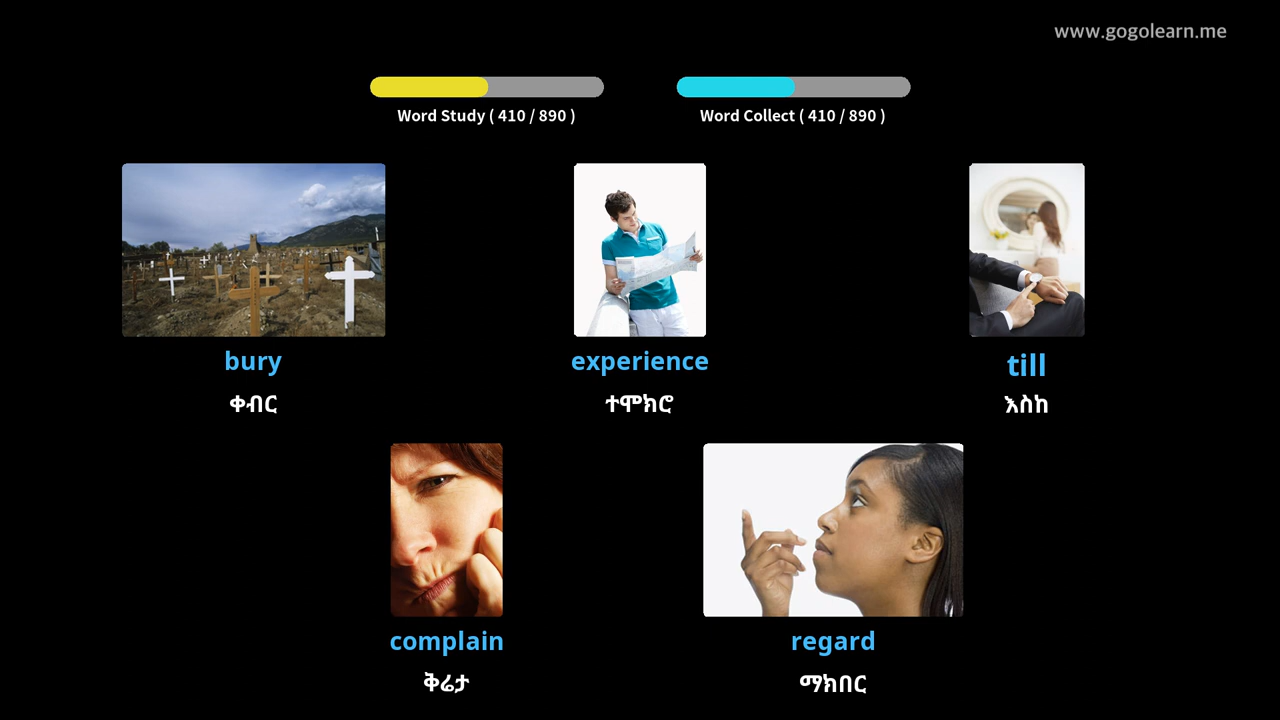 www.gogolearn.me
Word Study ( 410 / 890 )
Word Collect ( 410 / 890 )
bury
ቀብር
experience
ተሞክሮ
till
እስከ
complain
ቅሬታ
regard
ማክበር